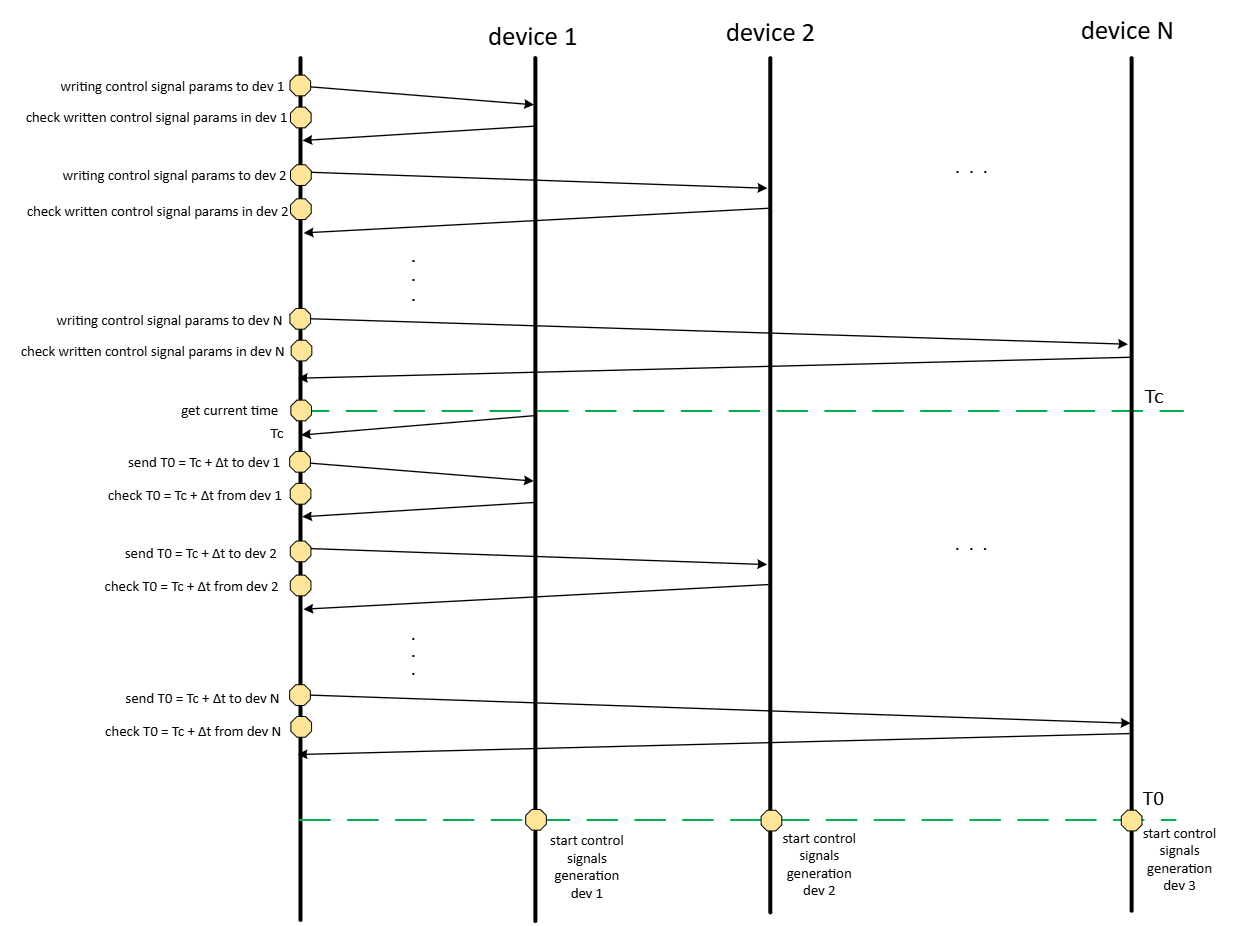 device 1
device 2
device N
writing control signal params to dev 1
check written control signal params in dev 1
writing control signal params to dev 2
. . .
check written control signal params in dev 2
.
.
.
writing control signal params to dev N
check written control signal params in dev N
Tc
get current time
Tc
send T0 = Tc + Δt to dev 1
check T0 = Tc + Δt from dev 1
send T0 = Tc + Δt to dev 2
. . .
check T0 = Tc + Δt from dev 2
.
.
.
send T0 = Tc + Δt to dev N
check T0 = Tc + Δt from dev N
T0
start control
signals
generation
dev 1
start control
signals
generation
dev 2
start control
signals
generation
dev 3